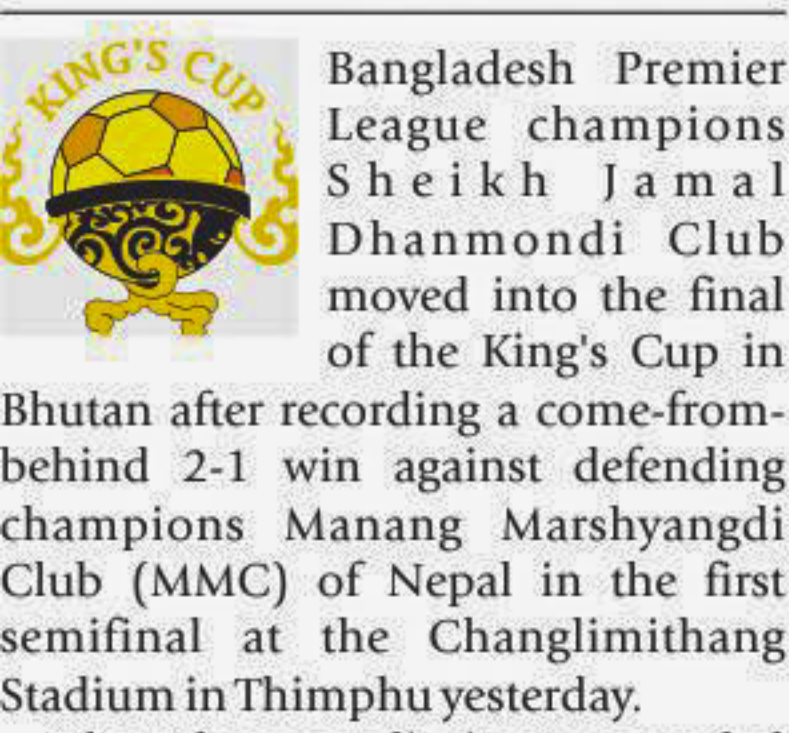 KING'S CUP
Bangladesh Premier
League champions
Sheikh Jamal
Dhanmondi Club
moved into the final
of the King's Cup in
Bhutan after recording a come-from-
behind 2-1 win against defending
champions Manang Marshyangdi
Club (MMC) of Nepal in the first
semifinal at the Changlimithang
Stadium in Thimphu yesterday.